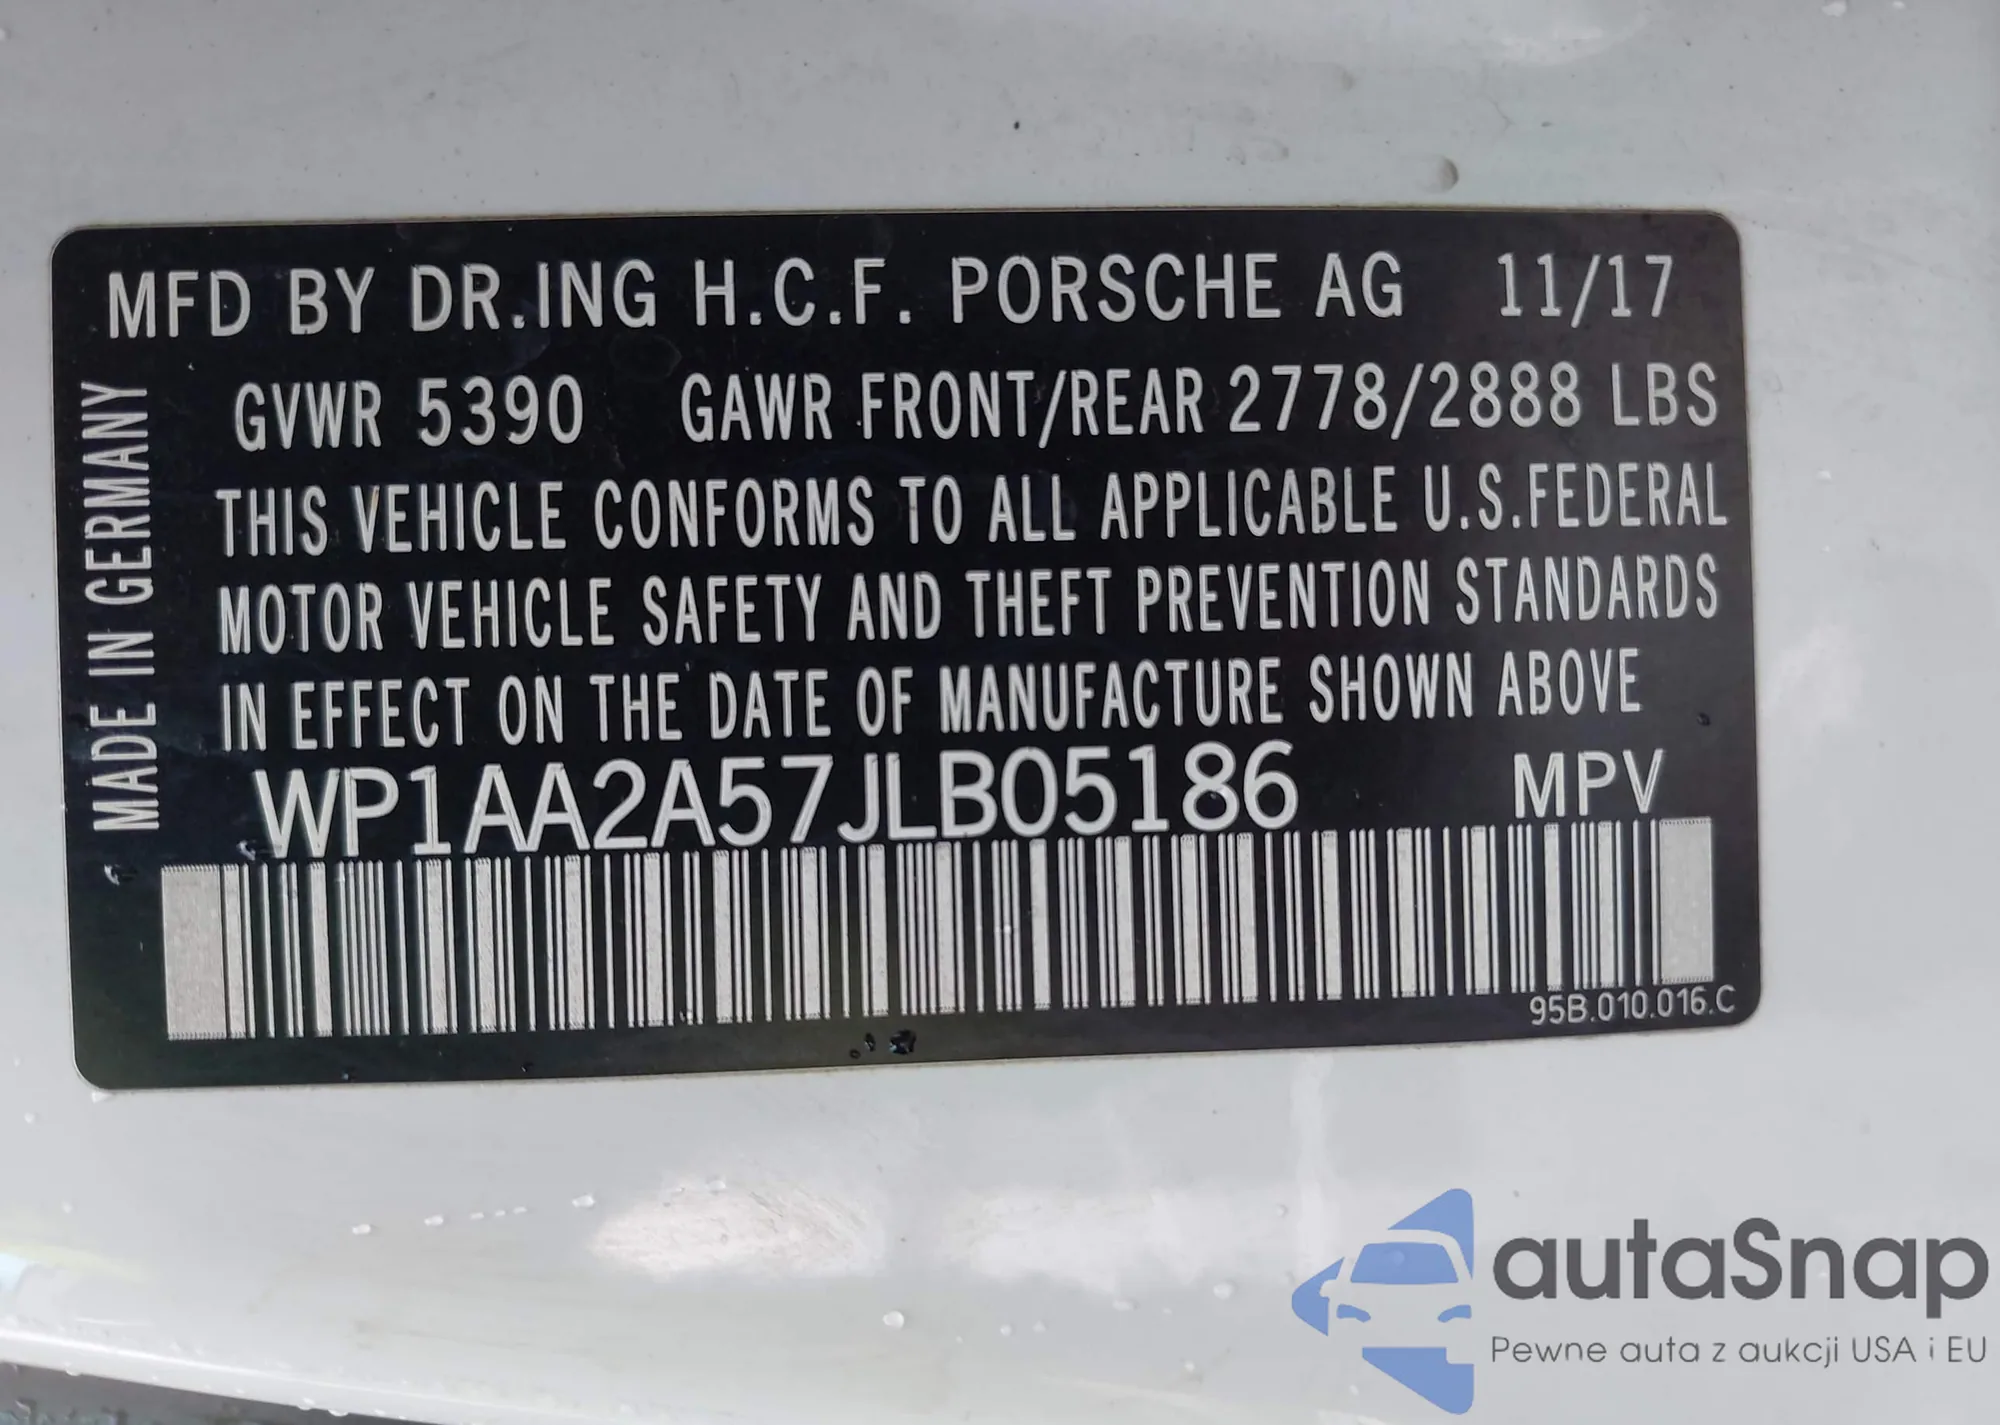 MFD BY DR.ING H.C.F. PORSCHE AG 11/17
GVWR 5390 GAWR FRONT/REAR 2778/2888 LBS
THIS VEHICLE CONFORMS TO ALL APPLICABLE U.S.FEDERAL
MOTOR VEHICLE SAFETY AND THEFT PREVENTION STANDARDS
IN EFFECT ON THE DATE OF MANUFACTURE SHOWN ABOVE
WP1AA2A57JLB05186 MPV
MADE IN GERMANY
95B.010.016.C
autaSnap
Pewne auta z aukcji USA i EU